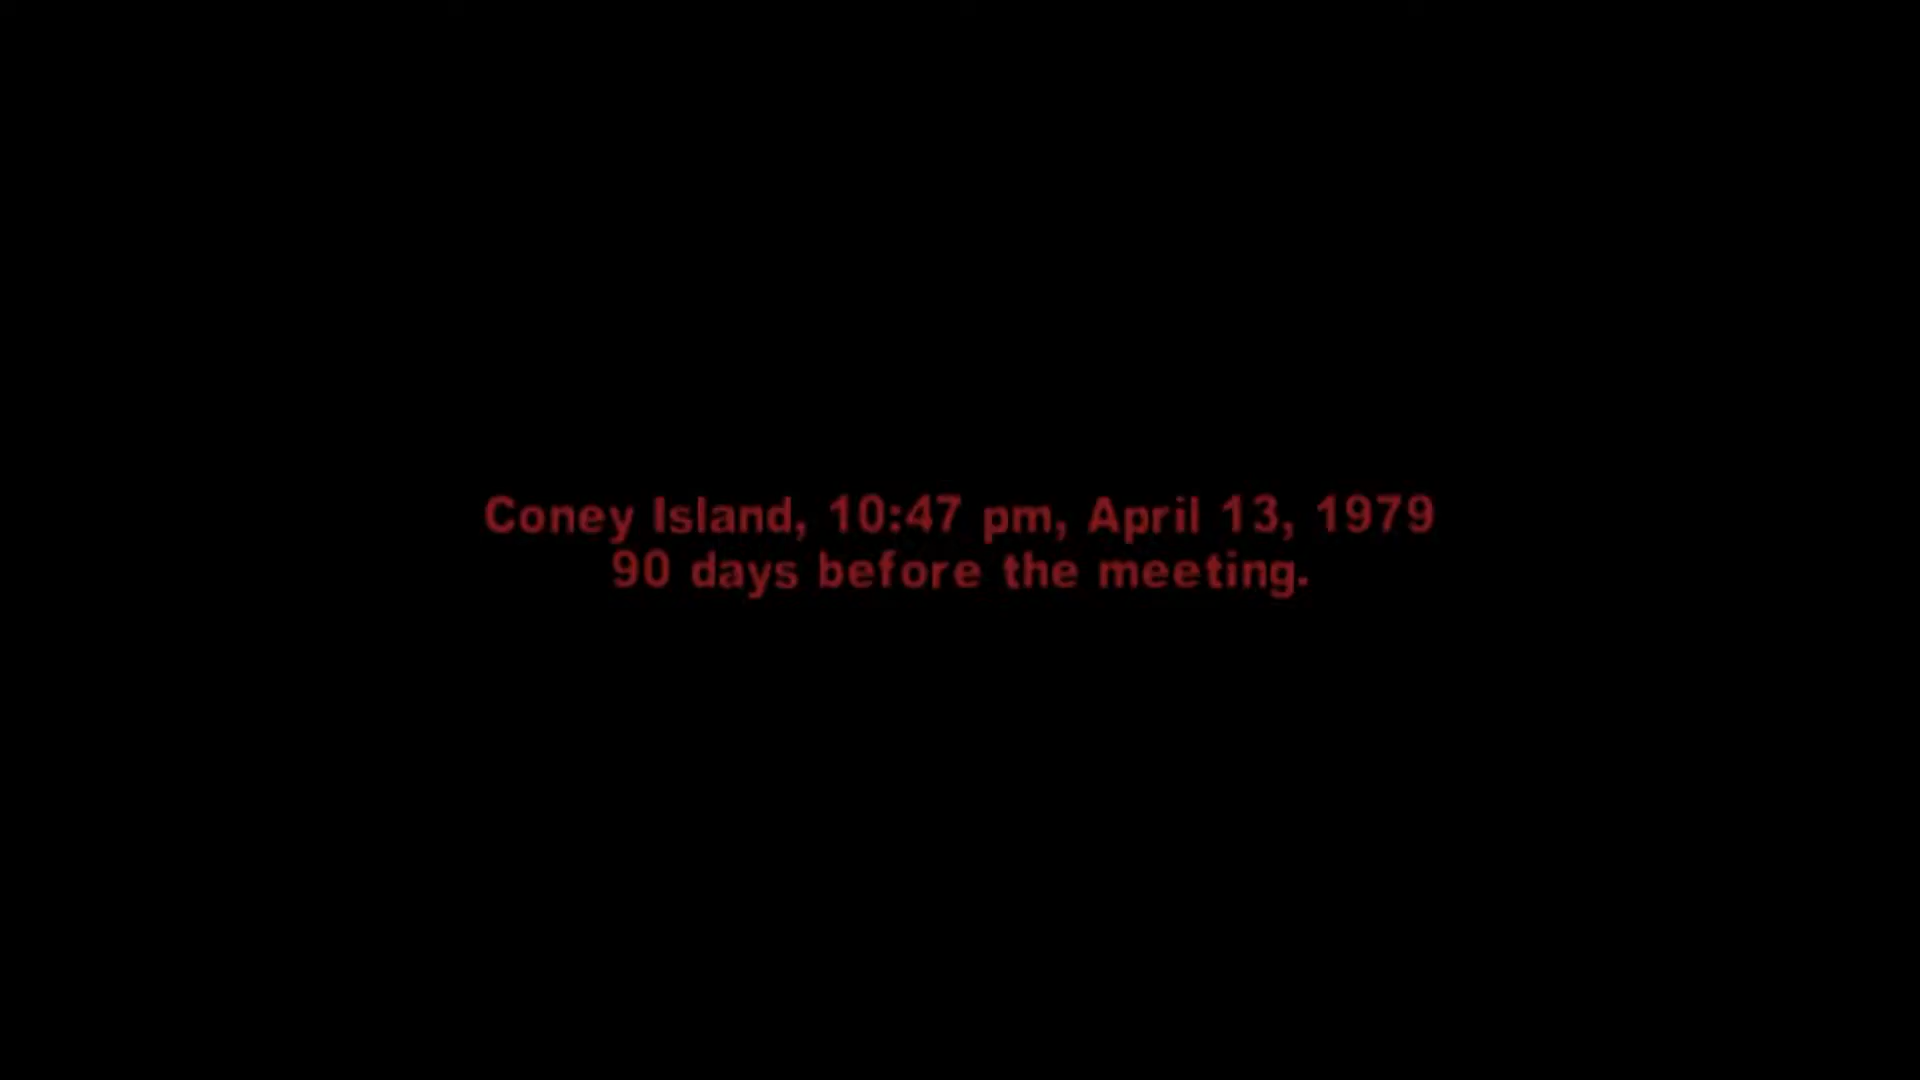 Coney Island, 10:47 pm, April 13, 1979
90 days before the meeting.